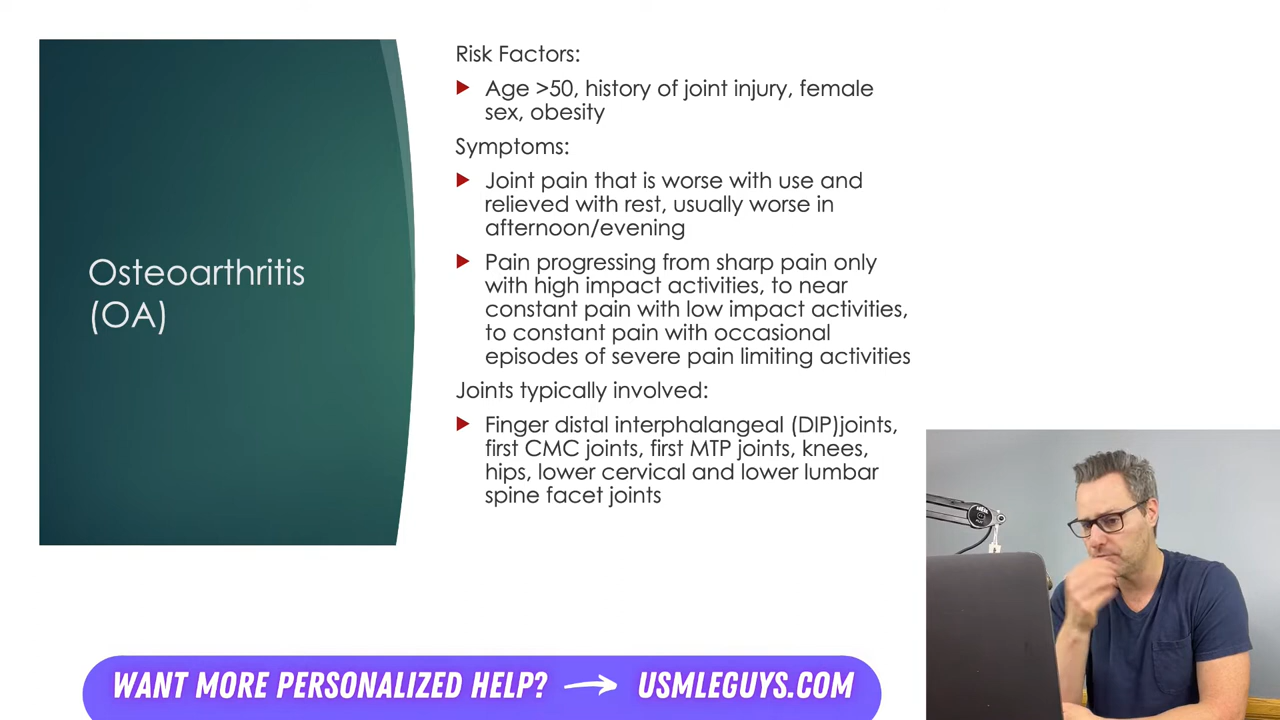 Osteoarthritis
(OA)
Risk Factors:
Age >50, history of joint injury, female
sex, obesity
Symptoms:
Joint pain that is worse with use and
relieved with rest, usually worse in
afternoon/evening
Pain progressing from sharp pain only
with high impact activities, to near
constant pain with low impact activities,
to constant pain with occasional
episodes of severe pain limiting activities
Joints typically involved:
Finger distal interphalangeal (DIP)joints,
first CMC joints, first MTP joints, knees,
hips, lower cervical and lower lumbar
spine facet joints
WANT MORE PERSONALIZED HELP? → USMLEGUYS.COM